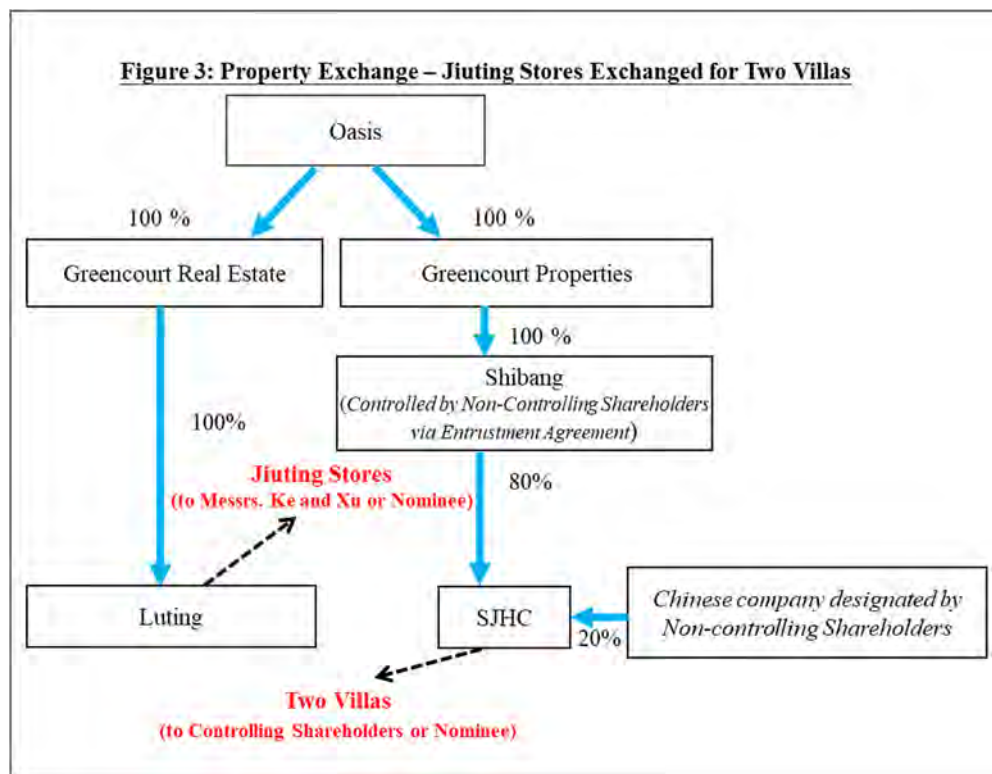 Figure 3: Property Exchange – Jiuting Stores Exchanged for Two Villas
Oasis
100 %
100 %
Greencourt Real Estate
Greencourt Properties
100 %
Shibang
(Controlled by Non-Controlling Shareholders
via Entrustment Agreement)
100%
Jiuting Stores
(to Messrs. Ke and Xu or Nominee)
80%
Luting
SJHC
20%
Chinese company designated by
Non-controlling Shareholders
Two Villas
(to Controlling Shareholders or Nominee)